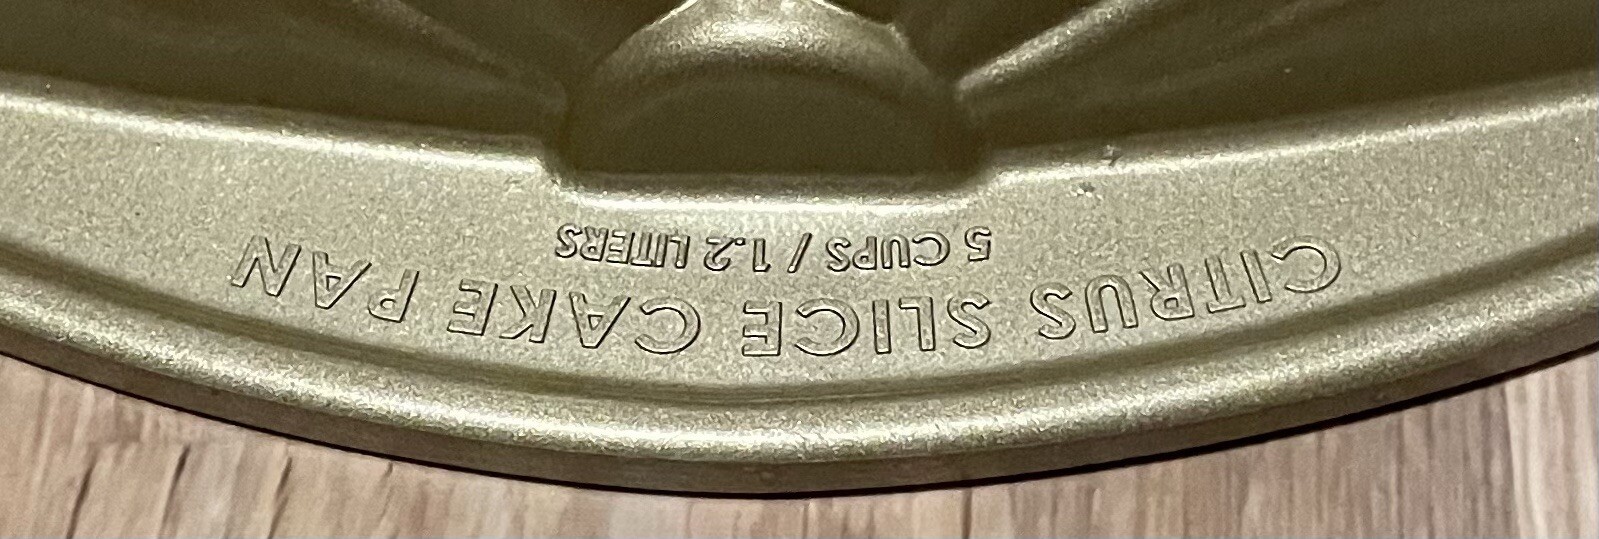 CITRUS SLICE CAKE PAN
5 CUPS / 1.2 LITERS